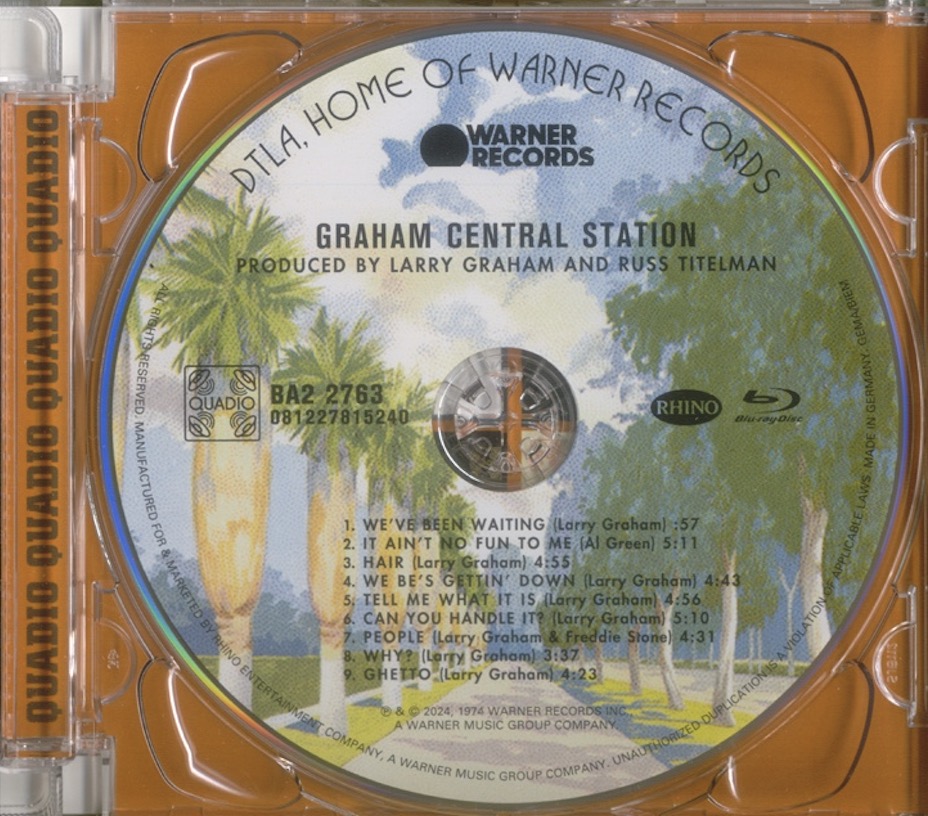 QUADIO QUADIO QUADIO QUADIO QUADIO
DTLA, HOME OF WARNER RECORDS
WARNER
RECORDS
GRAHAM CENTRAL STATION
PRODUCED BY LARRY GRAHAM AND RUSS TITELMAN
QUADIO
BA2 2763
081227815240
RHINO
Blu-ray Disc
1. WE'VE BEEN WAITING (Larry Graham) :57
2. IT AIN'T NO FUN TO ME (Al Green) 5:11
3. HAIR (Larry Graham) 4:55
4. WE BE'S GETTIN' DOWN (Larry Graham) 4:43
5. TELL ME WHAT IT IS (Larry Graham) 4:56
6. CAN YOU HANDLE IT? (Larry Graham) 5:10
7. PEOPLE (Larry Graham & Freddie Stone) 4:31
8. WHY? (Larry Graham) 3:37
9. GHETTO (Larry Graham) 4:23
℗ & © 2024, 1974 WARNER RECORDS INC.
A WARNER MUSIC GROUP COMPANY.
ALL RIGHTS RESERVED. MANUFACTURED FOR & MARKETED BY RHINO ENTERTAINMENT COMPANY, A WARNER MUSIC GROUP COMPANY. UNAUTHORIZED DUPLICATION IS A VIOLATION OF APPLICABLE LAWS. MADE IN GERMANY. GEMA/BIEM